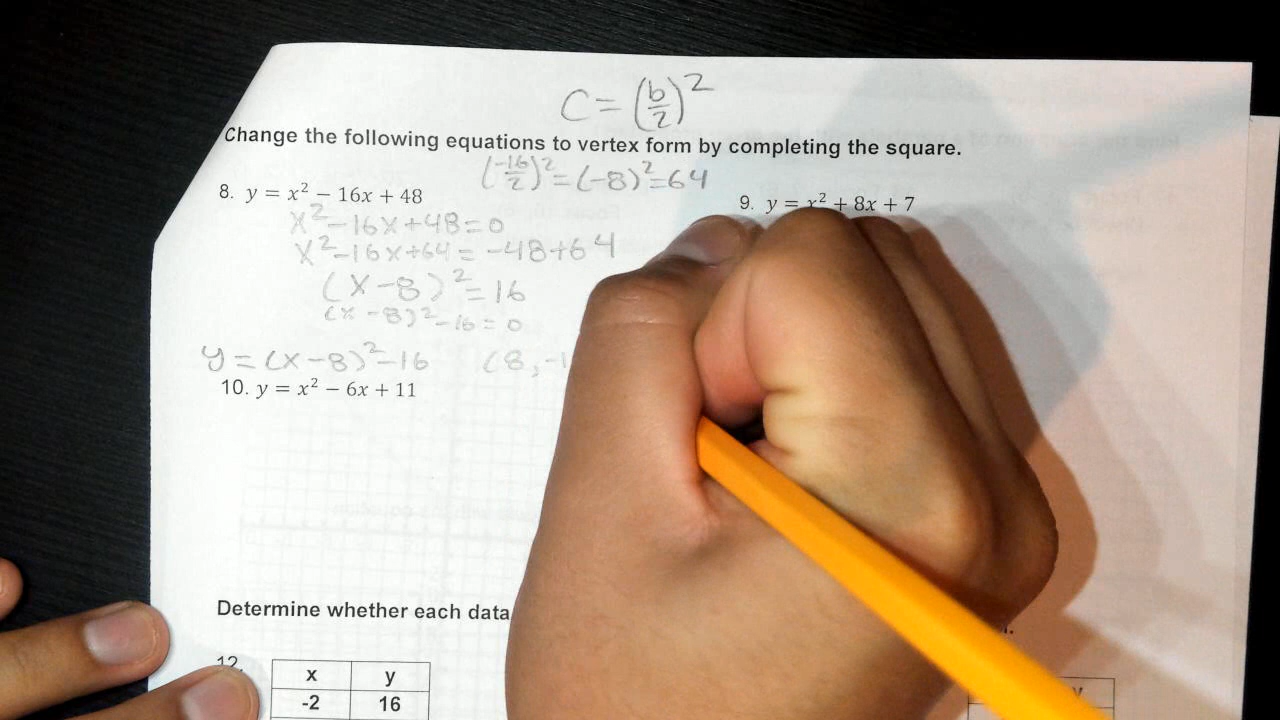 C = (b/2)²
Change the following equations to vertex form by completing the square.
(-16/2)² = (-8)² = 64
8. y = x² − 16x + 48
9. y = x² + 8x + 7
x² − 16x + 48 = 0
x² − 16x + 64 = −48 + 64
(x − 8)² = 16
(x − 8)² − 16 = 0
y = (x − 8)² − 16 (8, −1
10. y = x² − 6x + 11
Determine whether each data
12.
x y
-2 16
y